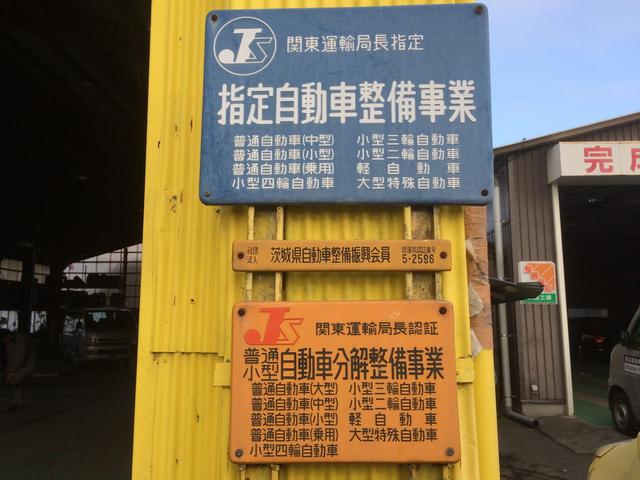 JS 関東運輸局長指定
指定自動車整備事業
普通自動車(中型) 小型三輪自動車
普通自動車(小型) 小型二輪自動車
普通自動車(乗用) 軽自動車
小型四輪自動車 大型特殊自動車
社団法人 茨城県自動車整備振興会員
5-2586
JS 関東運輸局長認証
普通小型 自動車分解整備事業
普通自動車(大型) 小型三輪自動車
普通自動車(中型) 小型二輪自動車
普通自動車(小型) 軽自動車
普通自動車(乗用) 大型特殊自動車
小型四輪自動車
完成